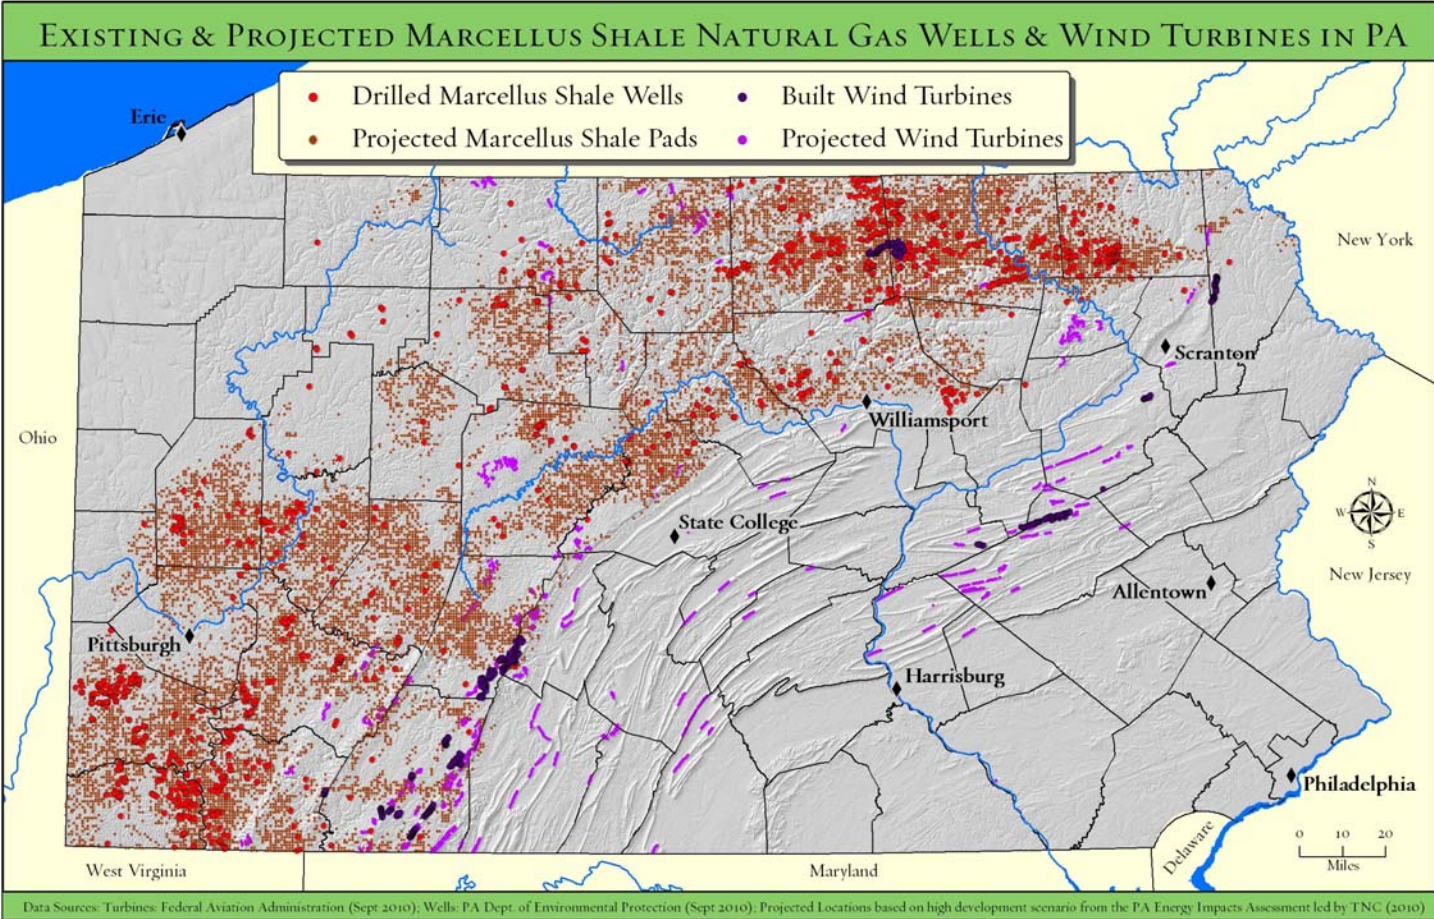 Existing & Projected Marcellus Shale Natural Gas Wells & Wind Turbines in PA
Drilled Marcellus Shale Wells
Built Wind Turbines
Projected Marcellus Shale Pads
Projected Wind Turbines
Erie
New York
Scranton
Williamsport
Ohio
N
W E
S
State College
New Jersey
Allentown
Pittsburgh
Harrisburg
Philadelphia
Delaware
0 10 20
Miles
West Virginia
Maryland
Data Sources: Turbines: Federal Aviation Administration (Sept 2010); Wells: PA Dept. of Environmental Protection (Sept 2010); Projected Locations based on high development scenario from the PA Energy Impacts Assessment led by TNC (2010)